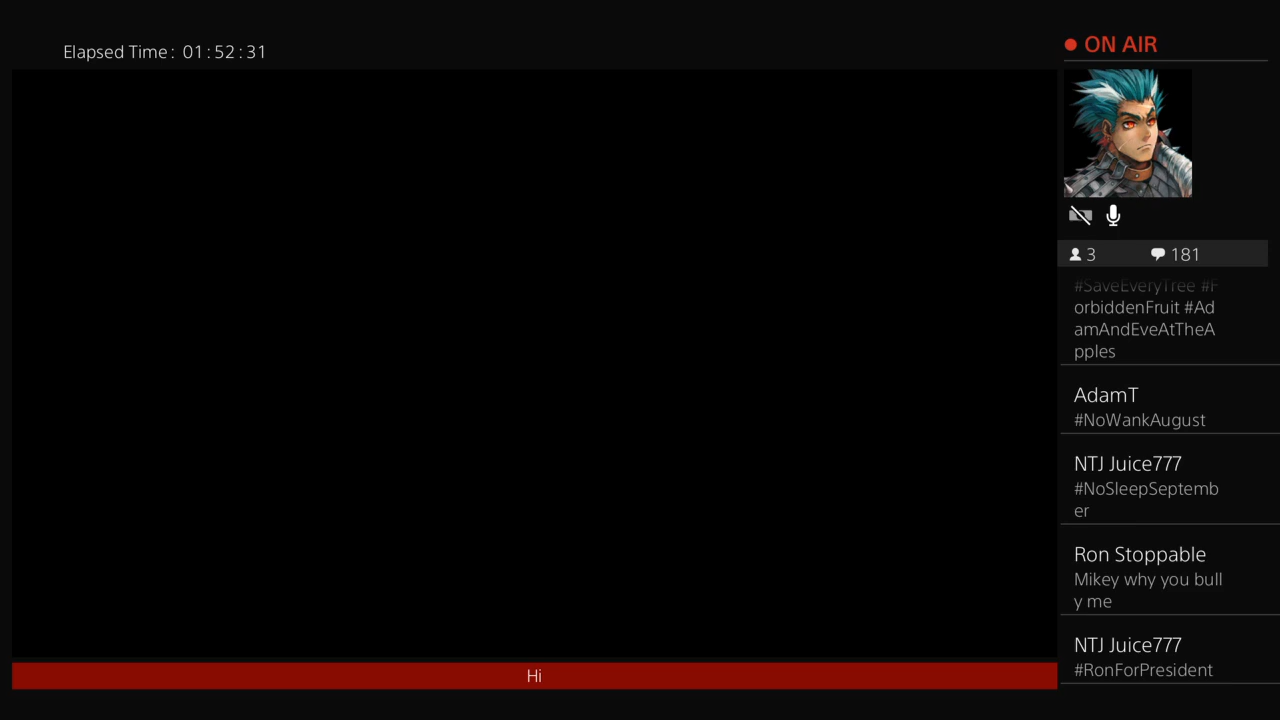 Elapsed Time: 01:52:31
ON AIR
3 181
#SaveEveryTree #F
orbiddenFruit #Ad
amAndEveAtTheA
pples
AdamT
#NoWankAugust
NTJ Juice777
#NoSleepSeptemb
er
Ron Stoppable
Mikey why you bull
y me
NTJ Juice777
#RonForPresident
Hi